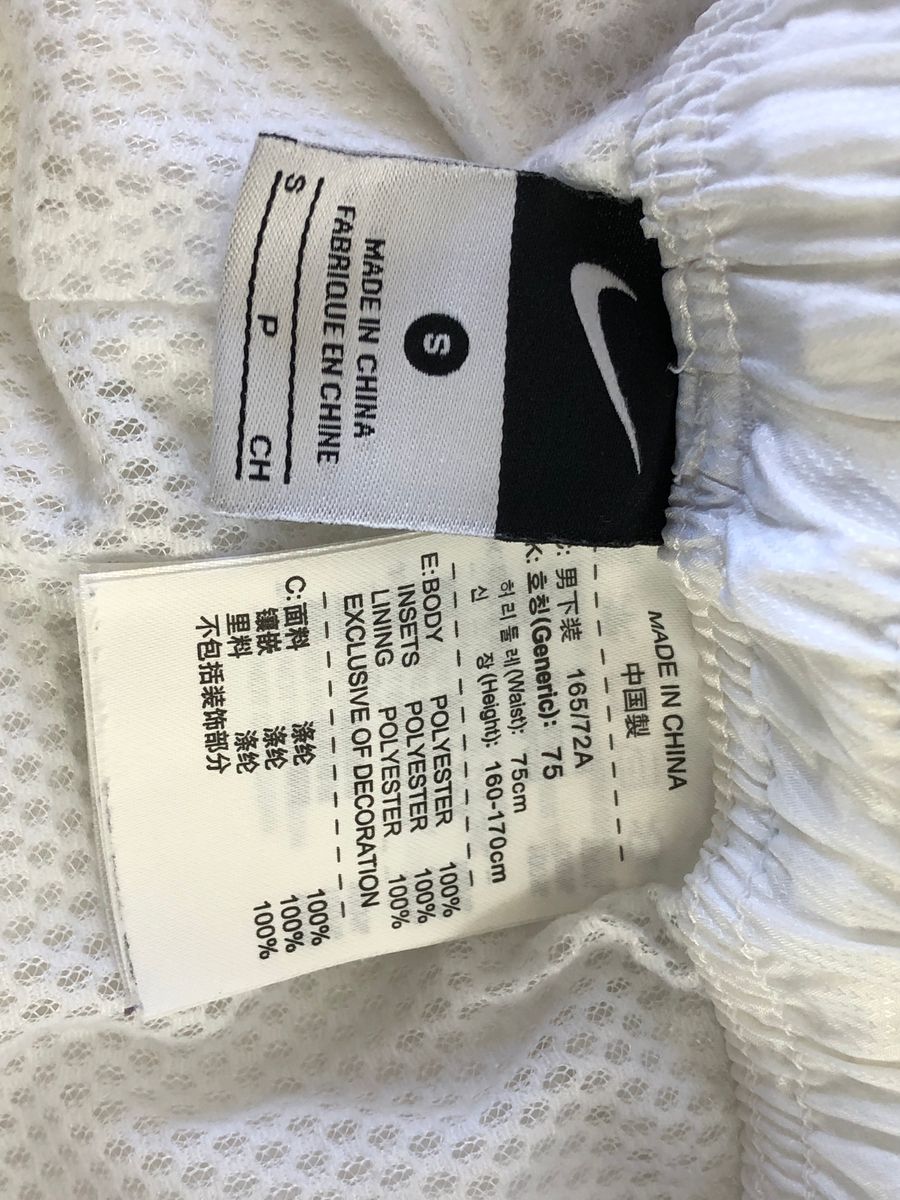 S
MADE IN CHINA
FABRIQUE EN CHINE
S P CH
MADE IN CHINA
中国製
: 男下装 165/72A
K: 호칭(Generic): 75
허리둘레(Waist): 75cm
신 장(Height): 160-170cm
E:BODY POLYESTER 100%
INSETS POLYESTER 100%
LINING POLYESTER 100%
EXCLUSIVE OF DECORATION
C:面料 涤纶 100%
镶嵌 涤纶 100%
里料 涤纶 100%
不包括装饰部分